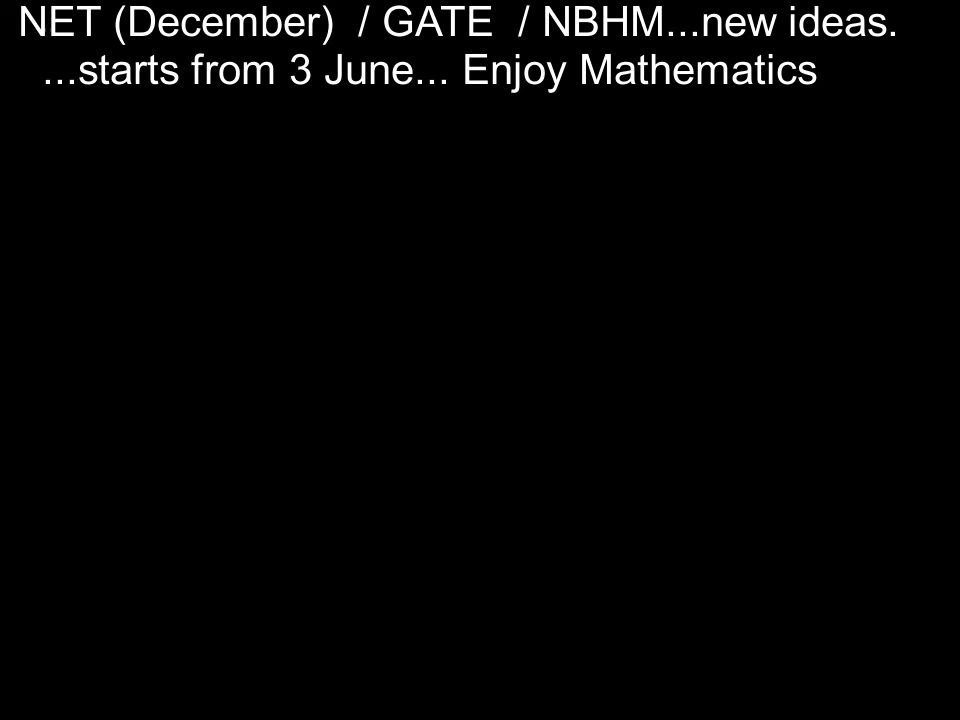 NET (December) / GATE / NBHM...new ideas.
...starts from 3 June... Enjoy Mathematics